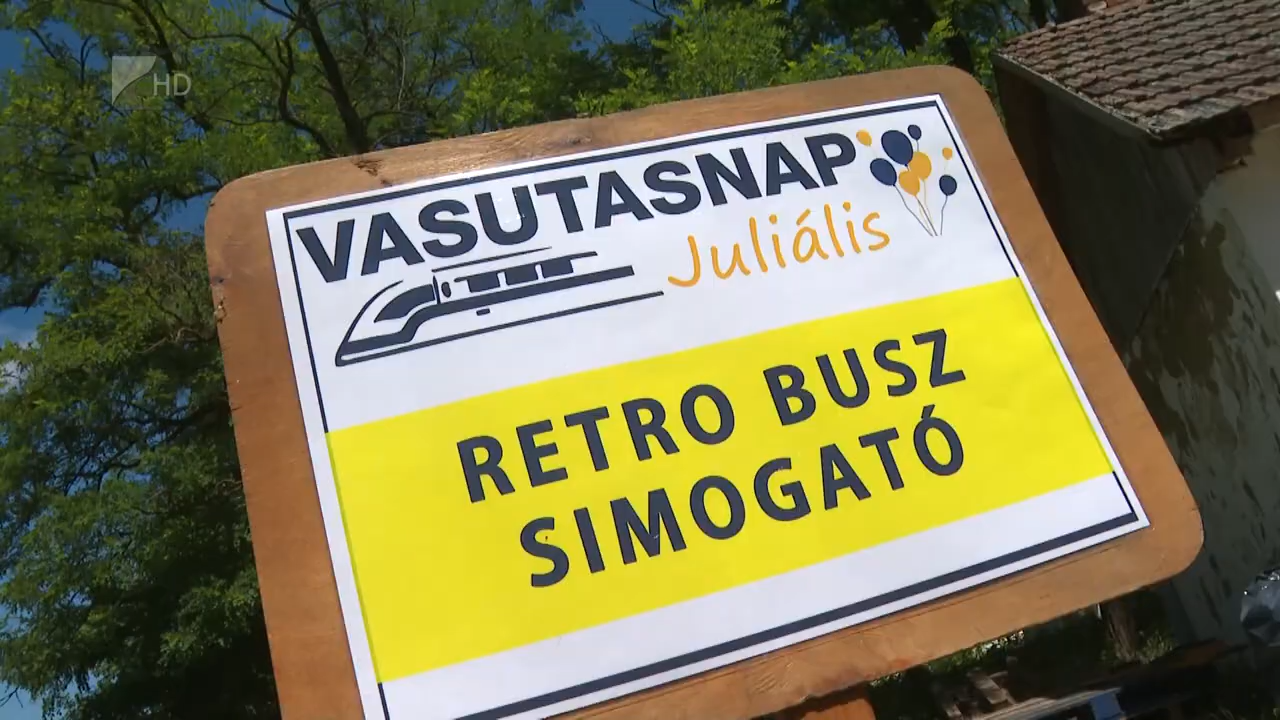 HD
VASUTASNAP
Juliális
RETRO BUSZ
SIMOGATÓ